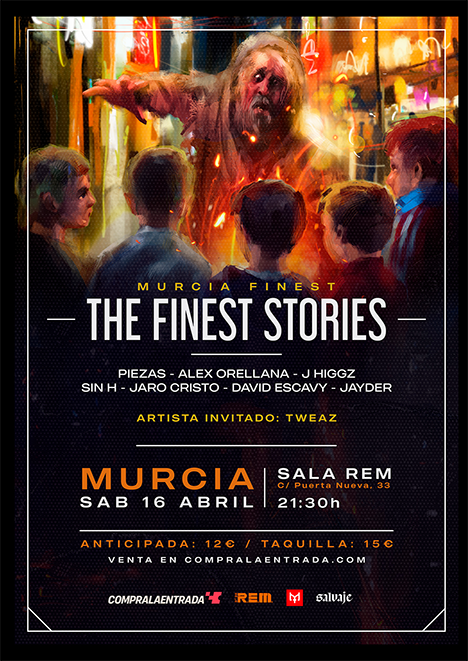 MURCIA FINEST
THE FINEST STORIES
PIEZAS - ALEX ORELLANA - J HIGGZ
SIN H - JARO CRISTO - DAVID ESCAVY - JAYDER
ARTISTA INVITADO: TWEAZ
MURCIA
SAB 16 ABRIL
SALA REM
C/ Puerta Nueva, 33
21:30h
ANTICIPADA: 12€ / TAQUILLA: 15€
VENTA EN COMPRALAENTRADA.COM
COMPRALAENTRADA
REM
salvaje